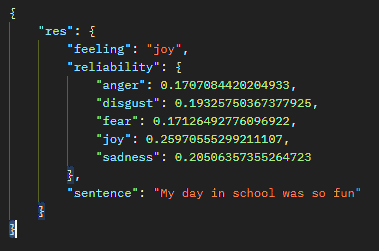 {
    "res": {
        "feeling": "joy",
        "reliability": {
            "anger": 0.1707084420204933,
            "disgust": 0.19325750367377925,
            "fear": 0.17126492776096922,
            "joy": 0.25970555299211107,
            "sadness": 0.20506357355264723
        },
        "sentence": "My day in school was so fun"
    }
}